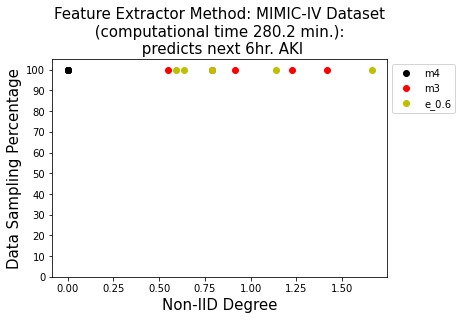 Feature Extractor Method: MIMIC-IV Dataset
(computational time 280.2 min.):
predicts next 6hr. AKI
Data Sampling Percentage
100
90
80
70
60
50
40
30
20
10
0
0.00 0.25 0.50 0.75 1.00 1.25 1.50
Non-IID Degree
m4
m3
e_0.6